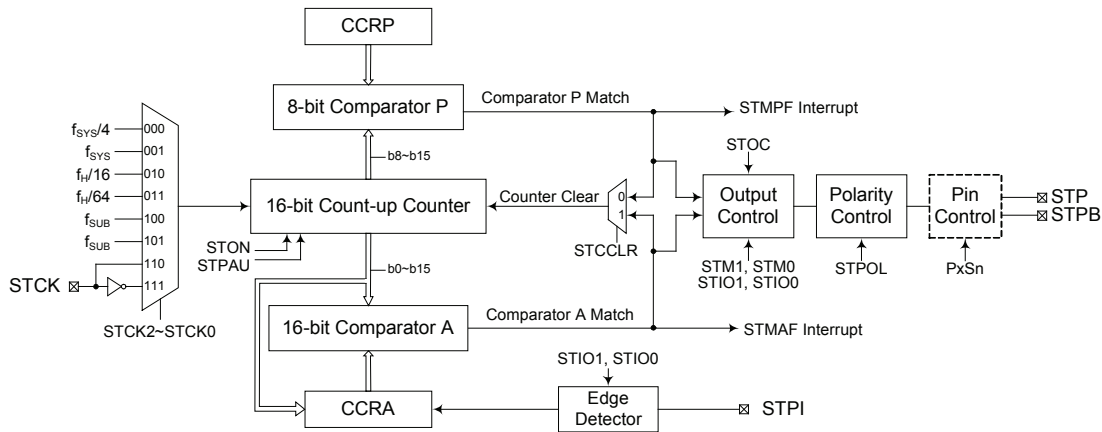 CCRP
8-bit Comparator P
Comparator P Match
STMPF Interrupt
fSYS/4
000
fSYS
001
fH/16
010
fH/64
011
fSUB
100
fSUB
101
110
111
STCK
STCK2~STCK0
b8~b15
16-bit Count-up Counter
STON
STPAU
Counter Clear
0
1
STCCLR
STOC
Output
Control
STM1, STM0
STIO1, STIO0
Polarity
Control
STPOL
Pin
Control
PxSn
STP
STPB
b0~b15
16-bit Comparator A
Comparator A Match
STMAF Interrupt
STIO1, STIO0
CCRA
Edge
Detector
STPI